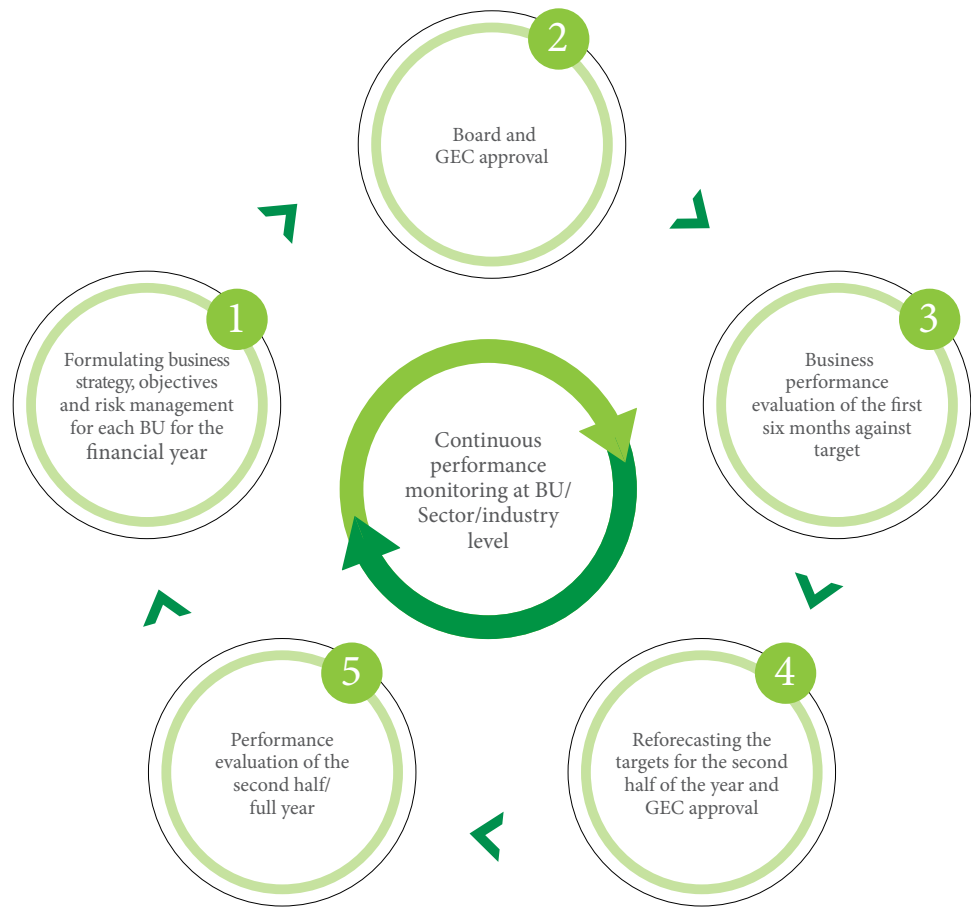 1
Formulating business
strategy, objectives
and risk management
for each BU for the
financial year
2
Board and
GEC approval
3
Business
performance
evaluation of the first
six months against
target
4
Reforecasting the
targets for the second
half of the year and
GEC approval
5
Performance
evaluation of the
second half/
full year
Continuous
performance
monitoring at BU/
Sector/industry
level